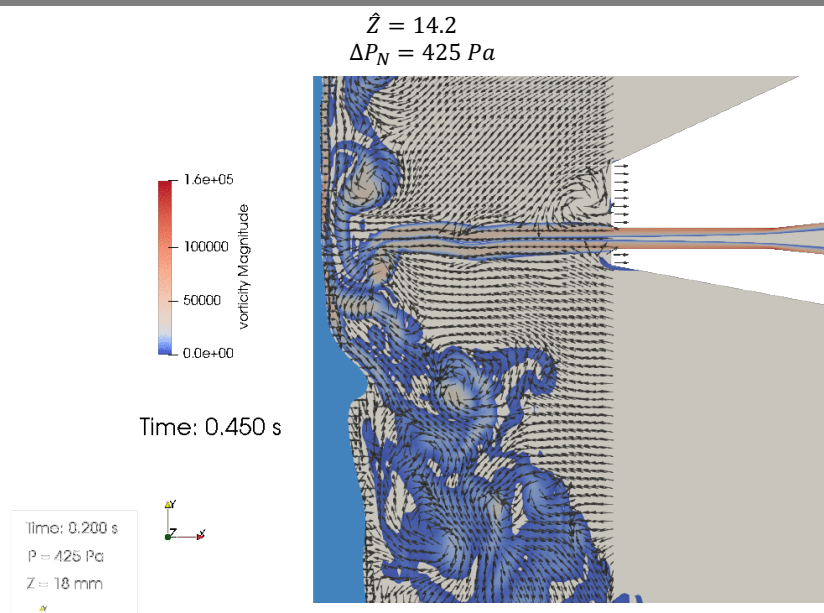 Ẑ = 14.2
ΔP_N = 425 Pa
1.6e+05
100000
50000
0.0e+00
vorticity Magnitude
Time: 0.450 s
Y
Z X
Time: 0.200 s
P = 425 Pa
Z = 18 mm